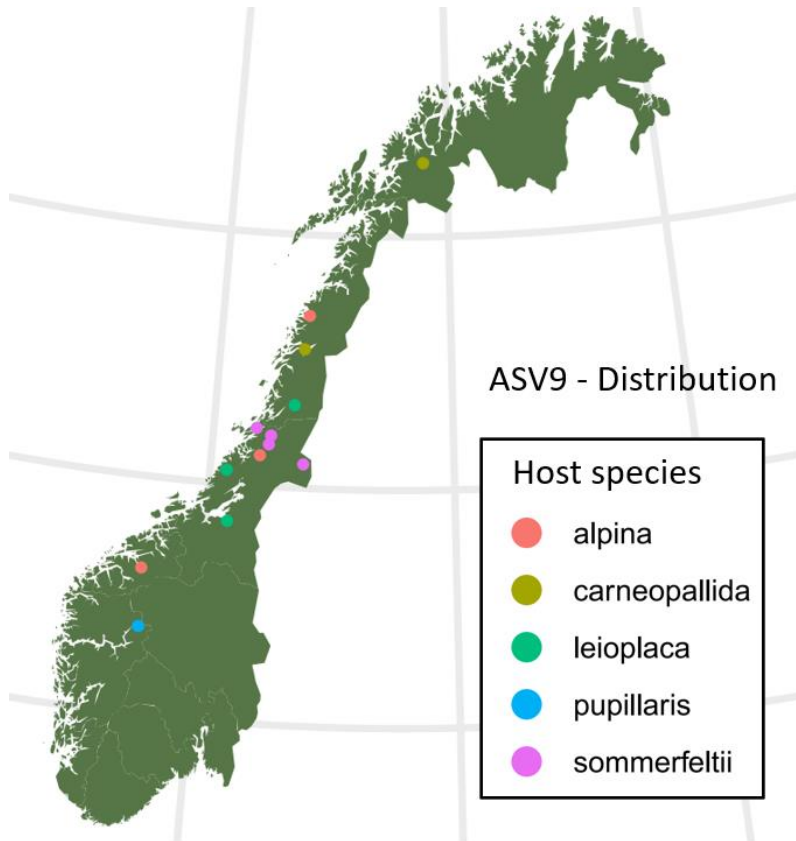 ASV9 - Distribution
Host species
alpina
carneopallida
leioplaca
pupillaris
sommerfeltii